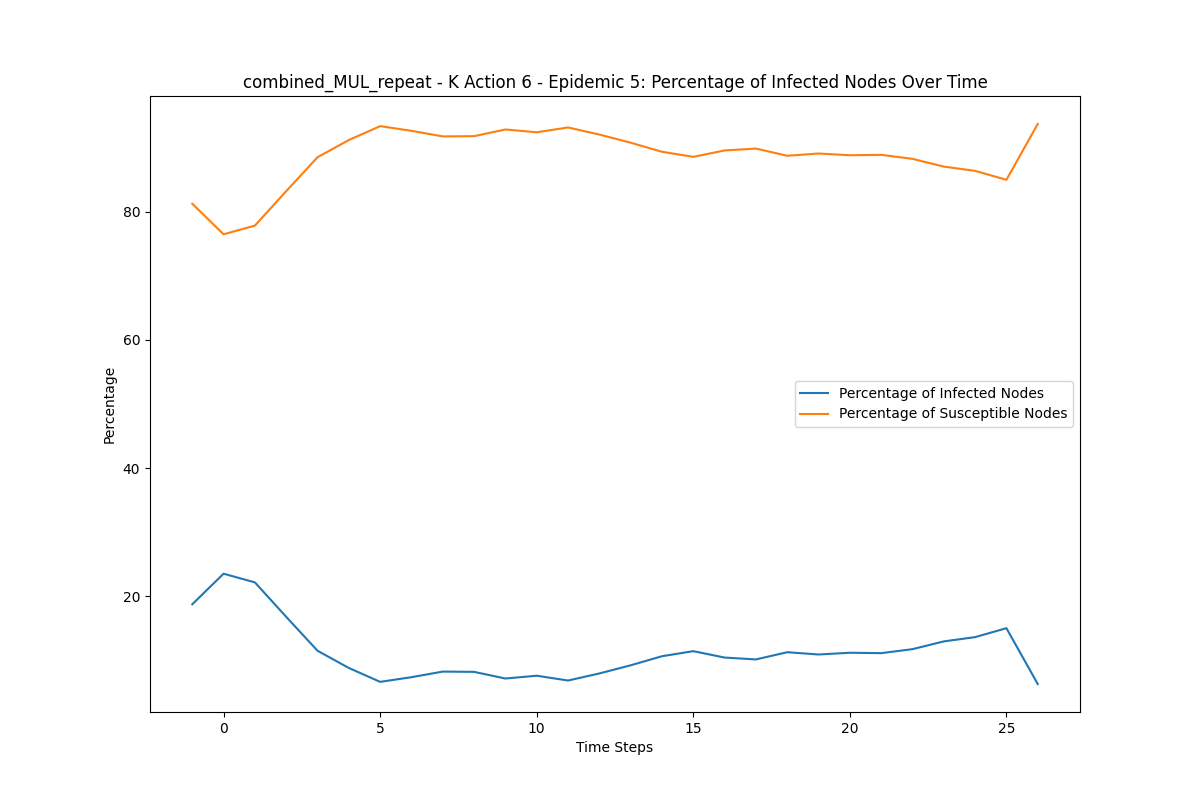 combined_MUL_repeat - K Action 6 - Epidemic 5: Percentage of Infected Nodes Over Time
80
60
40
20
Percentage
Percentage of Infected Nodes
Percentage of Susceptible Nodes
0 5 10 15 20 25
Time Steps